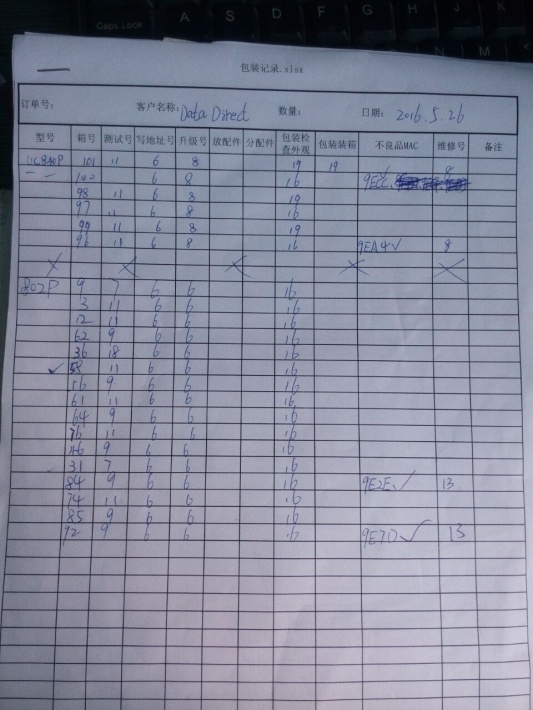 Caps Lock A S D F G H J K
包装记录.xlsx
订单号: 客户名称: Data Direct 数量: 日期: 2016.5.26
型号 箱号 测试号 写地址号 升级号 放配件 分配件 包装检查外观 包装装箱 不良品MAC 维修号 备注
101 11 6 8 19 19
100 6 8 16 9ECC
98 11 6 8 19
97 11 6 8 16
99 11 6 8 19
96 11 6 8 16 9EA4✓ 8
802P 9 7 6 6 16
3 11 6 6 16
12 11 6 6 16
62 9 6 6 16
36 18 6 6 16
✓ 58 11 6 6 16
56 9 6 6 16
61 11 6 6 16
64 9 6 6 16
76 11 6 6 16
46 9 6 6 16
31 7 6 6 16
84 9 6 6 16 9E2E ✓ 13
74 11 6 6 16
85 9 6 6 16
92 9 6 6 16 9E7D ✓ 13